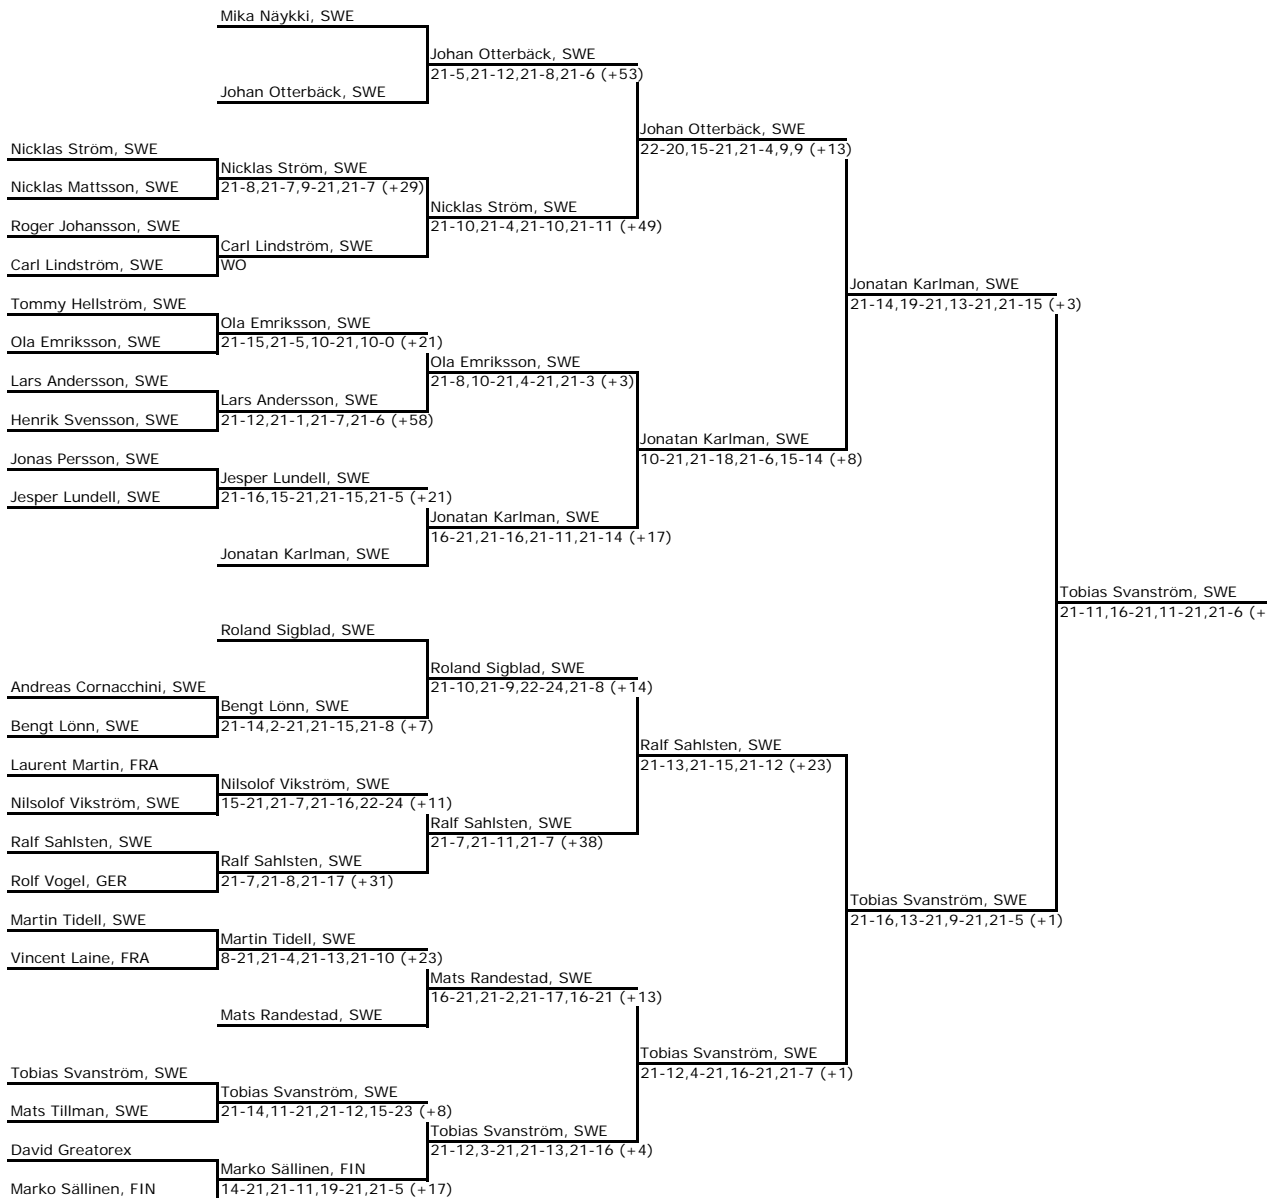 Mika Näykki, SWE
Johan Otterbäck, SWE
21-5,21-12,21-8,21-6 (+53)
Johan Otterbäck, SWE
Johan Otterbäck, SWE
22-20,15-21,21-4,9,9 (+13)
Nicklas Ström, SWE
Nicklas Ström, SWE
21-8,21-7,9-21,21-7 (+29)
Nicklas Mattsson, SWE
Nicklas Ström, SWE
21-10,21-4,21-10,21-11 (+49)
Roger Johansson, SWE
Carl Lindström, SWE
WO
Carl Lindström, SWE
Jonatan Karlman, SWE
21-14,19-21,13-21,21-15 (+3)
Tommy Hellström, SWE
Ola Emriksson, SWE
21-15,21-5,10-21,10-0 (+21)
Ola Emriksson, SWE
Ola Emriksson, SWE
21-8,10-21,4-21,21-3 (+3)
Lars Andersson, SWE
Lars Andersson, SWE
21-12,21-1,21-7,21-6 (+58)
Henrik Svensson, SWE
Jonatan Karlman, SWE
10-21,21-18,21-6,15-14 (+8)
Jonas Persson, SWE
Jesper Lundell, SWE
21-16,15-21,21-15,21-5 (+21)
Jesper Lundell, SWE
Jonatan Karlman, SWE
16-21,21-16,21-11,21-14 (+17)
Jonatan Karlman, SWE
Tobias Svanström, SWE
21-11,16-21,11-21,21-6 (+
Roland Sigblad, SWE
Roland Sigblad, SWE
21-10,21-9,22-24,21-8 (+14)
Andreas Cornacchini, SWE
Bengt Lönn, SWE
21-14,2-21,21-15,21-8 (+7)
Bengt Lönn, SWE
Ralf Sahlsten, SWE
21-13,21-15,21-12 (+23)
Laurent Martin, FRA
Nilsolof Vikström, SWE
15-21,21-7,21-16,22-24 (+11)
Nilsolof Vikström, SWE
Ralf Sahlsten, SWE
21-7,21-11,21-7 (+38)
Ralf Sahlsten, SWE
Ralf Sahlsten, SWE
21-7,21-8,21-17 (+31)
Rolf Vogel, GER
Tobias Svanström, SWE
21-16,13-21,9-21,21-5 (+1)
Martin Tidell, SWE
Martin Tidell, SWE
8-21,21-4,21-13,21-10 (+23)
Vincent Laine, FRA
Mats Randestad, SWE
16-21,21-2,21-17,16-21 (+13)
Mats Randestad, SWE
Tobias Svanström, SWE
21-12,4-21,16-21,21-7 (+1)
Tobias Svanström, SWE
Tobias Svanström, SWE
21-14,11-21,21-12,15-23 (+8)
Mats Tillman, SWE
Tobias Svanström, SWE
21-12,3-21,21-13,21-16 (+4)
David Greatorex
Marko Sällinen, FIN
14-21,21-11,19-21,21-5 (+17)
Marko Sällinen, FIN